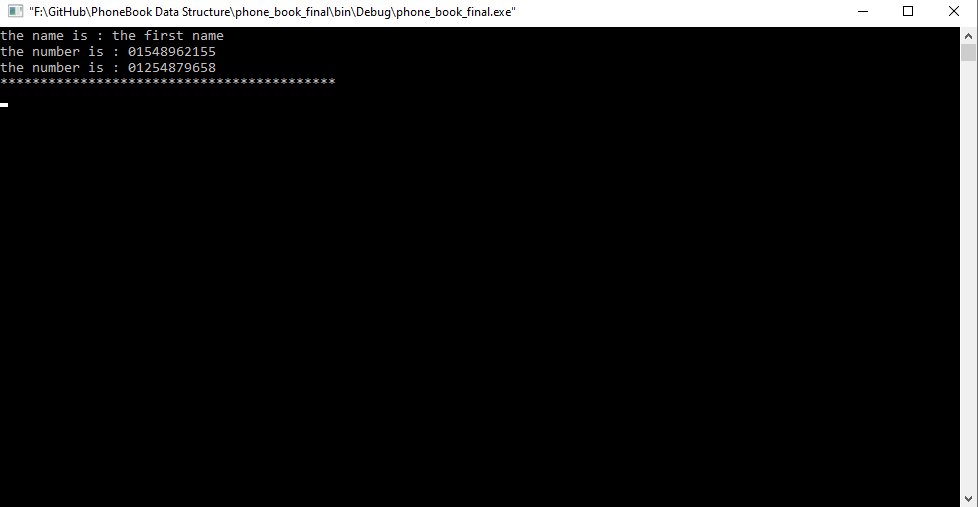 "F:\GitHub\PhoneBook Data Structure\phone_book_final\bin\Debug\phone_book_final.exe"
the name is : the first name
the number is : 01548962155
the number is : 01254879658
******************************************